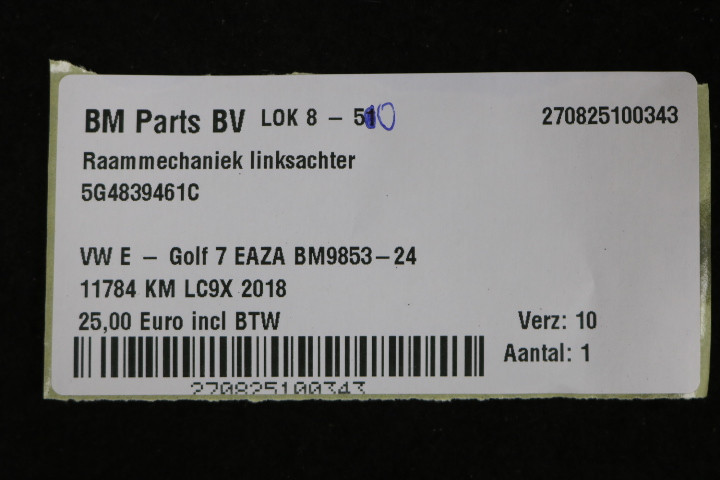 BM Parts BV LOK 8 – 510 270825100343
Raammechaniek linksachter
5G4839461C
VW E – Golf 7 EAZA BM9853–24
11784 KM LC9X 2018
25,00 Euro incl BTW Verz: 10
Aantal: 1
270825100343